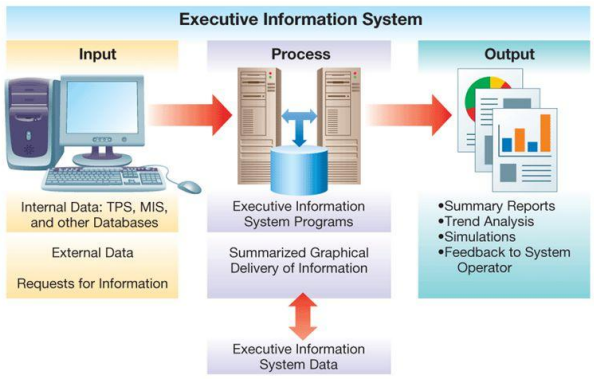 Executive Information System
Input
Process
Output
Internal Data: TPS, MIS,
and other Databases
External Data
Requests for Information
Executive Information
System Programs
Summarized Graphical
Delivery of Information
Executive Information
System Data
•Summary Reports
•Trend Analysis
•Simulations
•Feedback to System
Operator